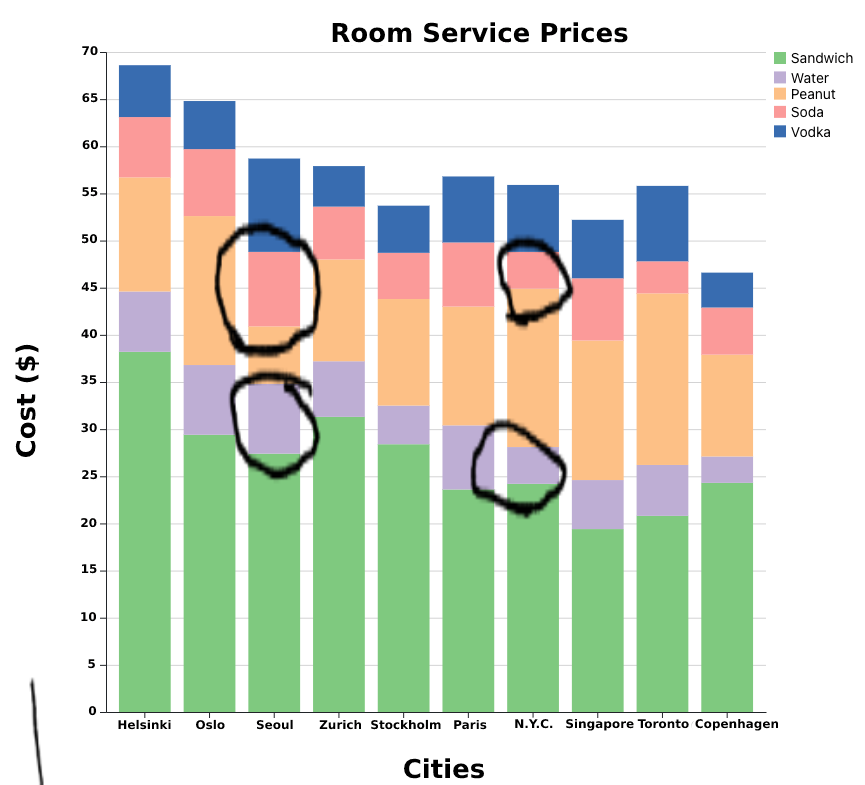 Room Service Prices
70
65
60
55
50
45
40
35
30
25
20
15
10
5
0
Cost ($)
Helsinki Oslo Seoul Zurich Stockholm Paris N.Y.C. Singapore Toronto Copenhagen
Cities
Sandwich
Water
Peanut
Soda
Vodka